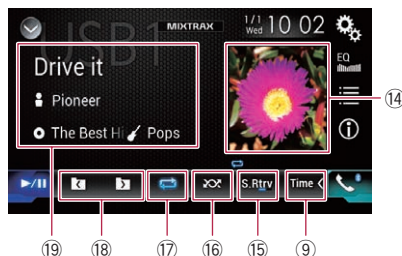 USB1
MIXTRAX
1/1
Wed
10 02
Drive it
Pioneer
The Best Hi
Pops
EQ
S.Rtrv
Time
⑭
⑲
⑱
⑰
⑯
⑮
⑨